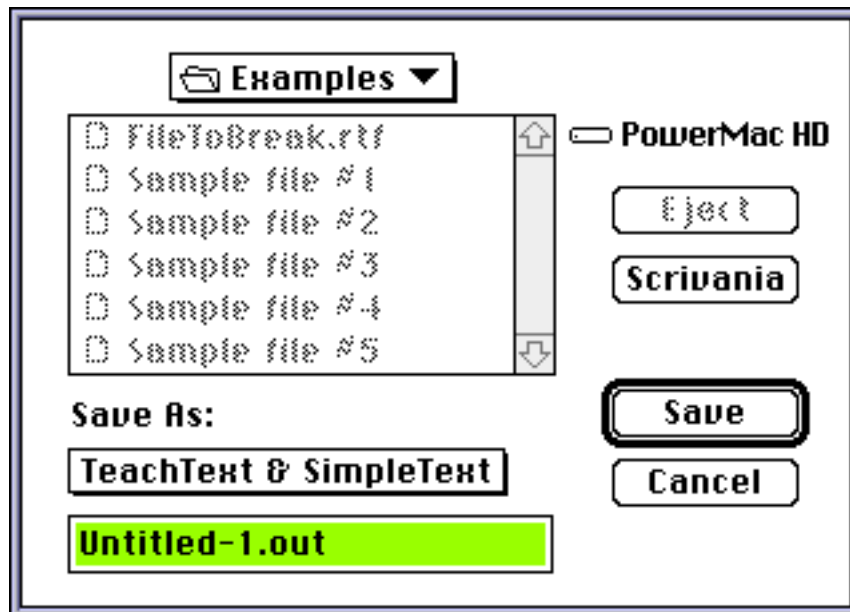 Examples
FileToBreak.rtf
Sample file #1
Sample file #2
Sample file #3
Sample file #4
Sample file #5
PowerMac HD
Eject
Scrivania
Save As:
TeachText & SimpleText
Untitled-1.out
Save
Cancel